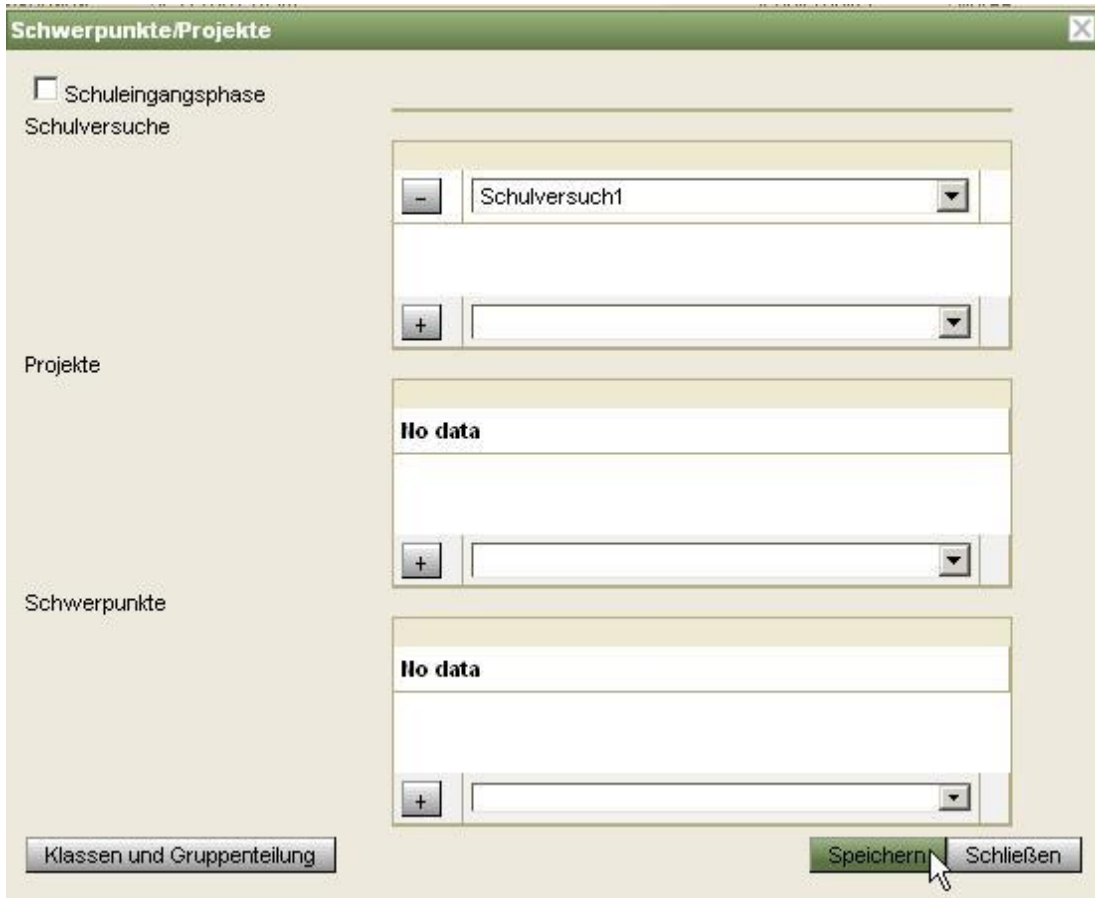 Schwerpunkte/Projekte
Schuleingangsphase
Schulversuche
- Schulversuch1
+
Projekte
No data
+
Schwerpunkte
No data
+
Klassen und Gruppenteilung Speichern Schließen